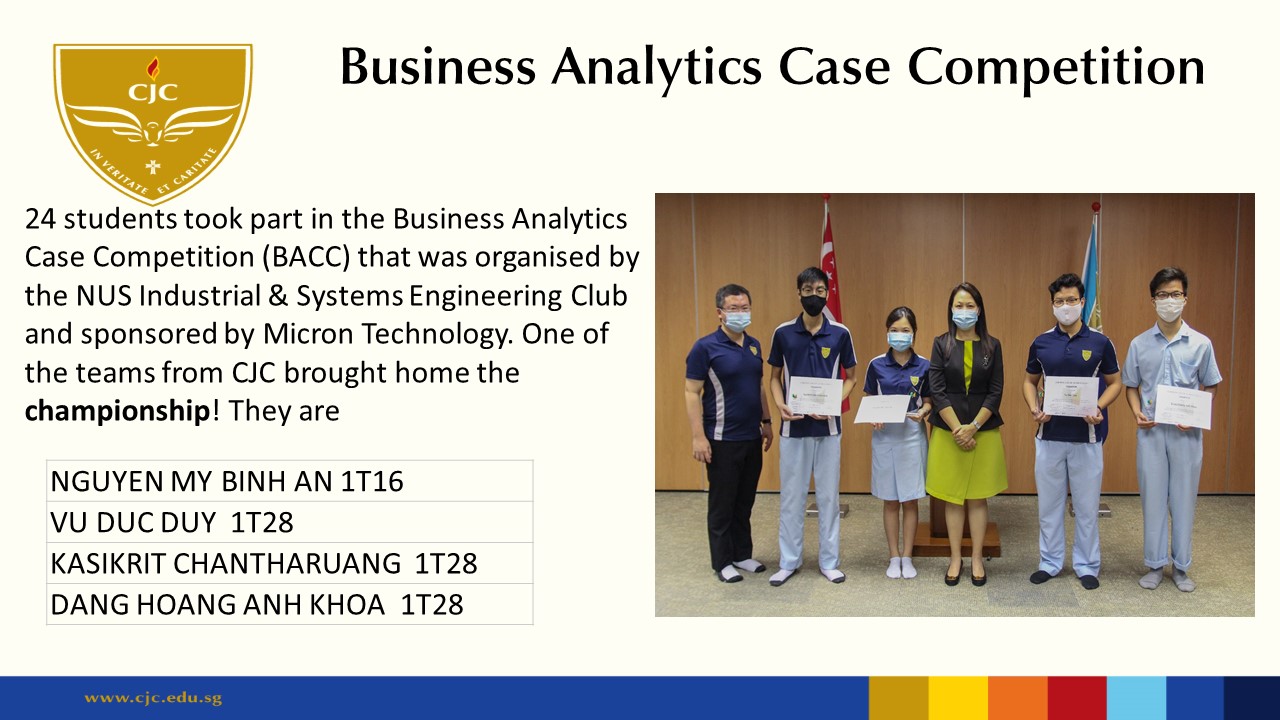 Business Analytics Case Competition
CJC
IN VERITATE ET CARITATE
24 students took part in the Business Analytics
Case Competition (BACC) that was organised by
the NUS Industrial & Systems Engineering Club
and sponsored by Micron Technology. One of
the teams from CJC brought home the
championship! They are
NGUYEN MY BINH AN 1T16
VU DUC DUY 1T28
KASIKRIT CHANTHARUANG 1T28
DANG HOANG ANH KHOA 1T28
www.cjc.edu.sg